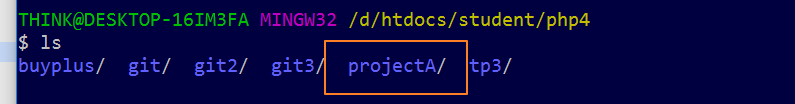 THINK@DESKTOP-16IM3FA MINGW32 /d/htdocs/student/php4
$ ls
buyplus/  git/  git2/  git3/  projectA/  tp3/